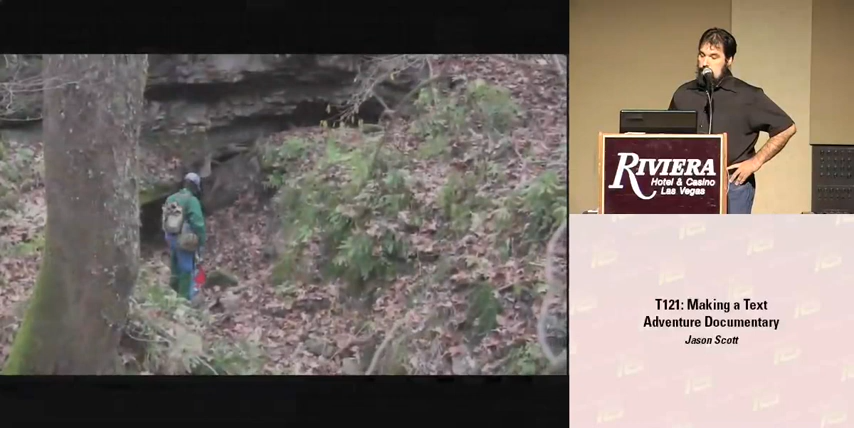 RIVIERA
Hotel & Casino
Las Vegas
T121: Making a Text
Adventure Documentary
Jason Scott